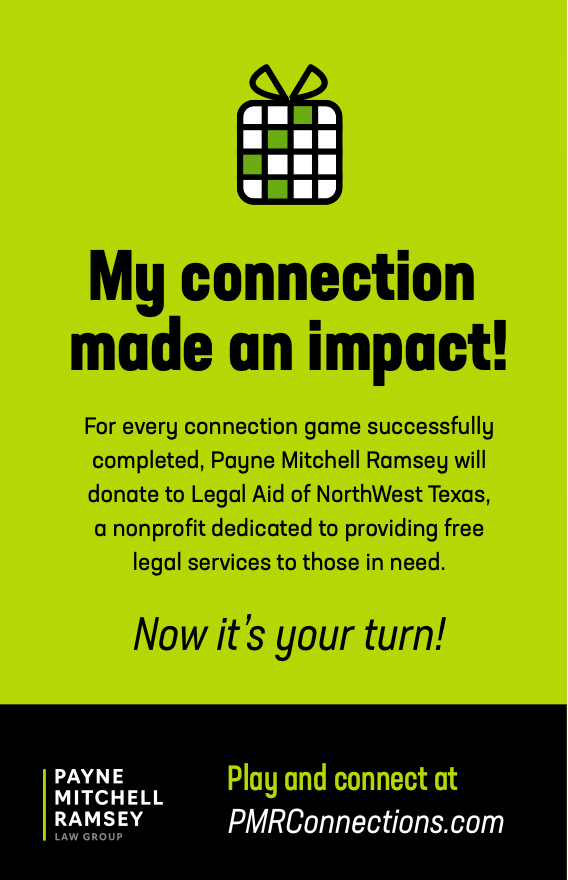 My connection
made an impact!
For every connection game successfully
completed, Payne Mitchell Ramsey will
donate to Legal Aid of NorthWest Texas,
a nonprofit dedicated to providing free
legal services to those in need.
Now it’s your turn!
PAYNE
MITCHELL
RAMSEY
LAW GROUP
Play and connect at
PMRConnections.com